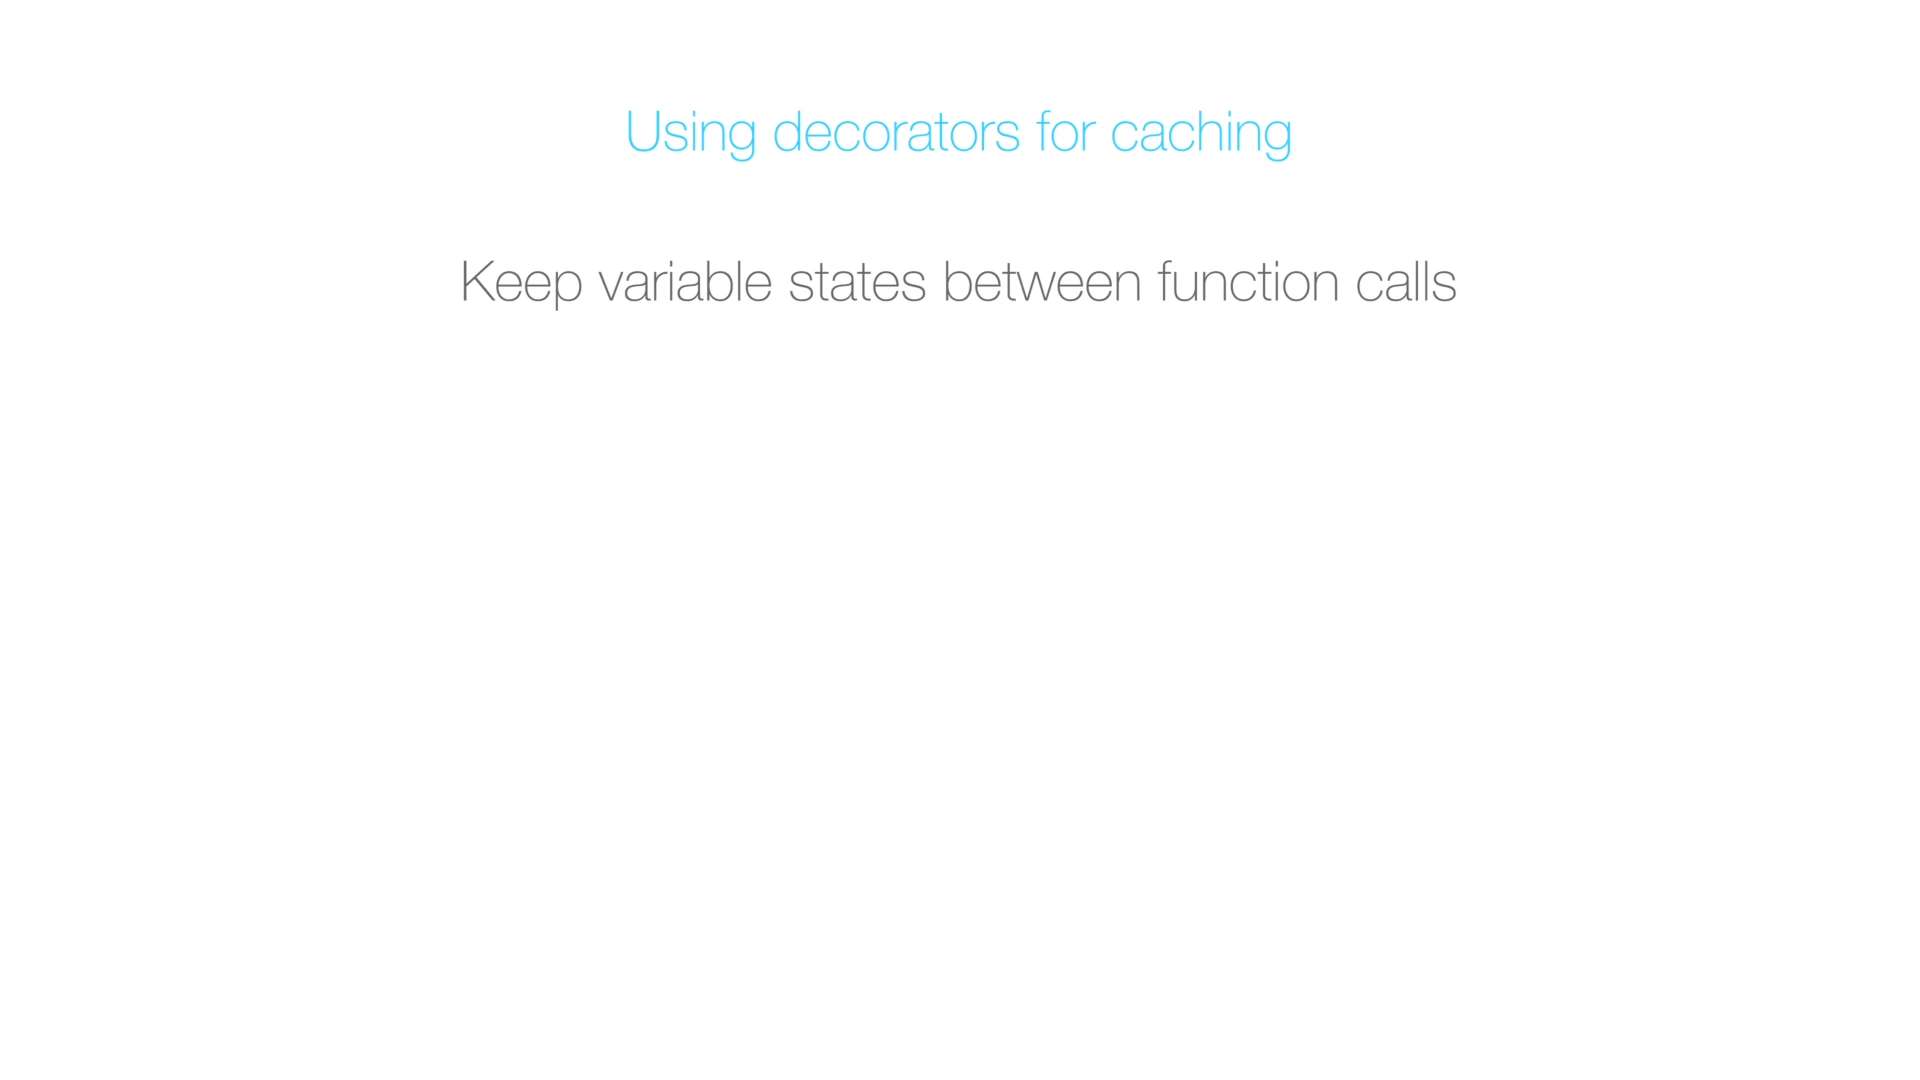 Using decorators for caching
Keep variable states between function calls